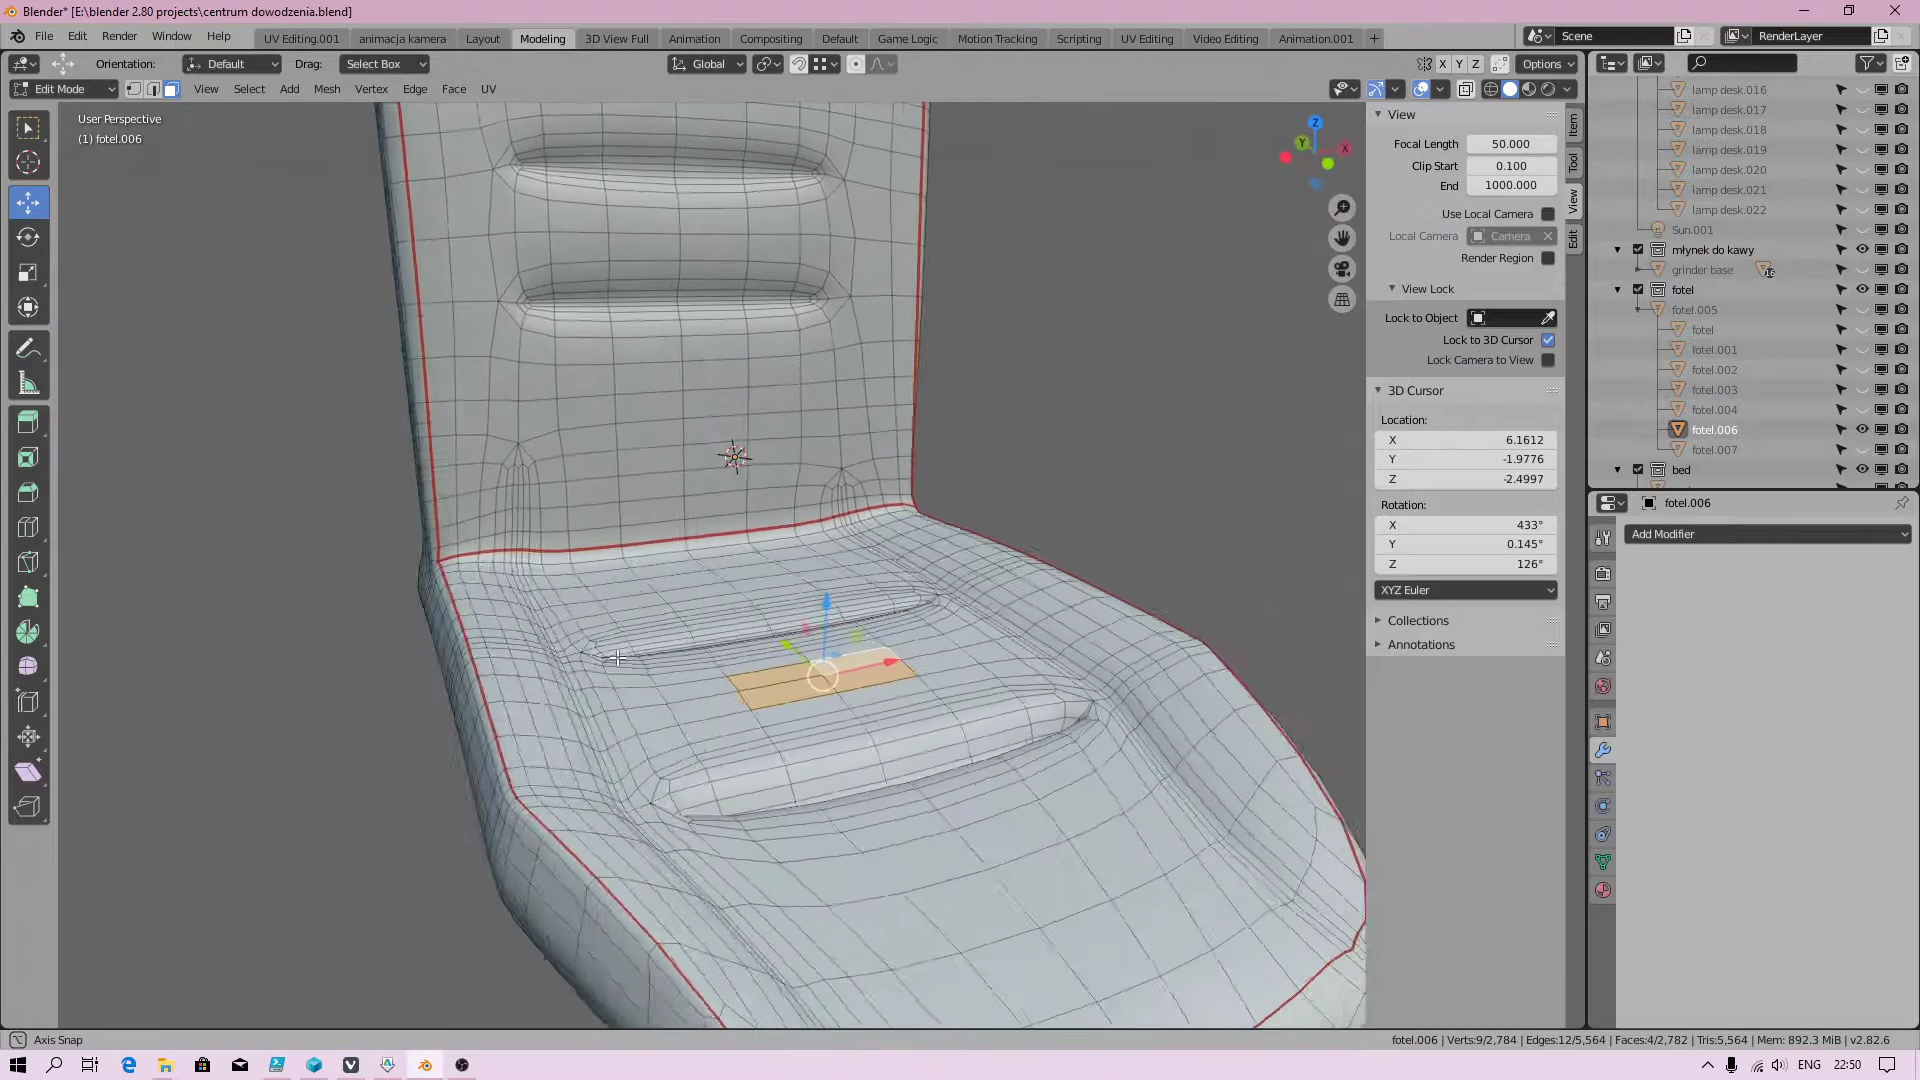 Blender* [E:\blender 2.80 projects\centrum dowodzenia.blend]
File Edit Render Window Help UV Editing.001 animacja kamera Layout Modeling 3D View Full Animation Compositing Default Game Logic Motion Tracking Scripting UV Editing Video Editing Animation.001 + Scene RenderLayer
Orientation: Default Drag: Select Box Global X Y Z Options
Edit Mode View Select Add Mesh Vertex Edge Face UV
User Perspective
(1) fotel.006
Z
Y
X
View
Focal Length 50.000
Clip Start 0.100
End 1000.000
Use Local Camera
Local Camera Camera
Render Region
View Lock
Lock to Object
Lock to 3D Cursor
Lock Camera to View
3D Cursor
Location:
X 6.1612
Y -1.9776
Z -2.4997
Rotation:
X 433°
Y 0.145°
Z 126°
XYZ Euler
Collections
Annotations
Item
Tool
View
Edit
lamp desk.016
lamp desk.017
lamp desk.018
lamp desk.019
lamp desk.020
lamp desk.021
lamp desk.022
Sun.001
młynek do kawy
grinder base 16
fotel
fotel.005
fotel
fotel.001
fotel.002
fotel.003
fotel.004
fotel.006
fotel.007
bed
fotel.006
Add Modifier
Axis Snap
fotel.006 | Verts:9/2,784 | Edges:12/5,564 | Faces:4/2,782 | Tris:5,564 | Mem: 892.3 MiB | v2.82.6
ENG 22:50